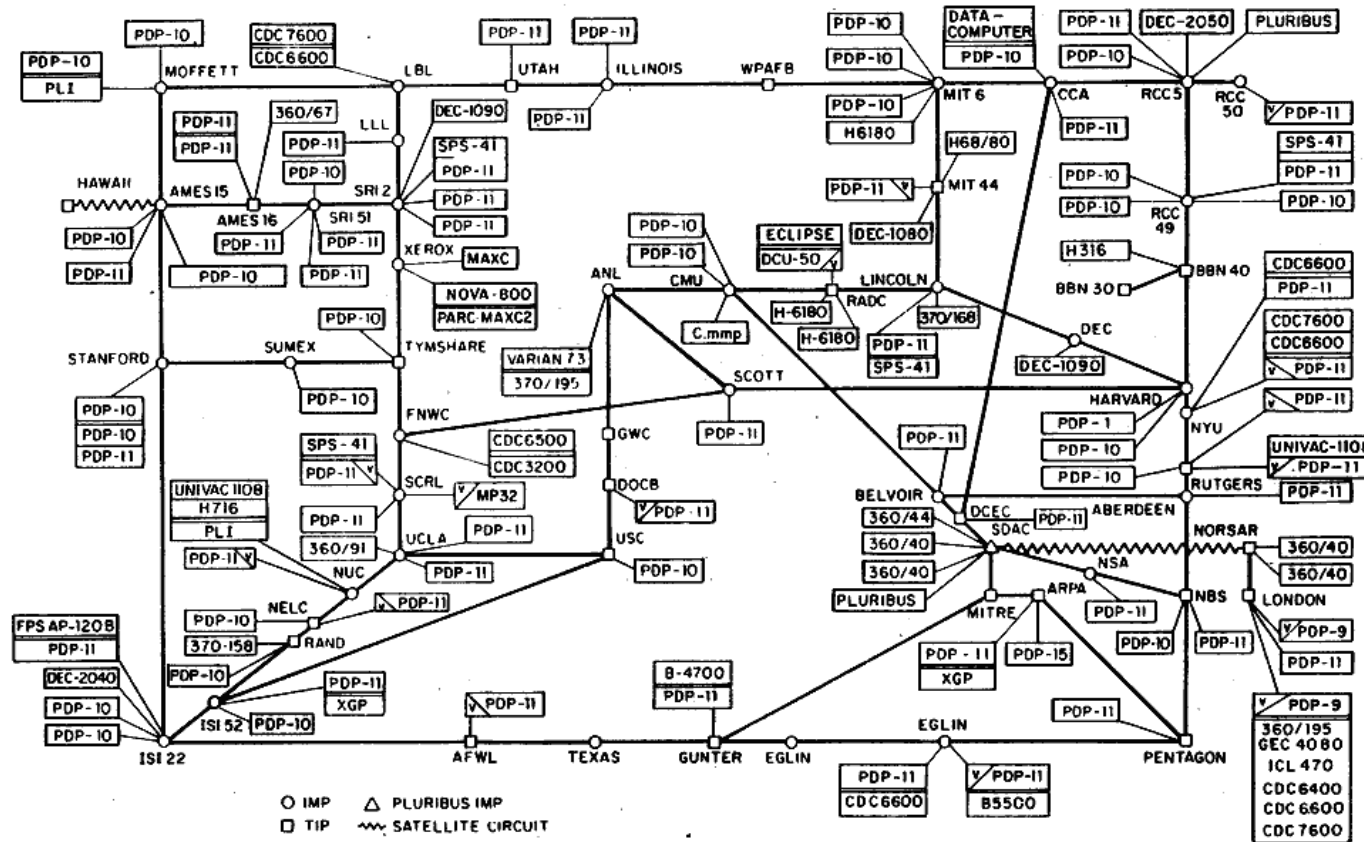 PDP-10
CDC7600
CDC6600
PDP-11
PDP-11
PDP-10
PDP-10
DATA-
COMPUTER
PDP-10
PDP-11
PDP-10
DEC-2050
PLURIBUS
PDP-10
PLI
MOFFETT
LBL
UTAH
ILLINOIS
WPAFB
MIT 6
CCA
RCC5
RCC
50
PDP-11
PDP-10
H6180
PDP-11
V PDP-11
PDP-11
PDP-11
360/67
LLL
PDP-11
DEC-1090
SPS-41
PDP-11
PDP-11
PDP-11
H68/80
PDP-11 V
MIT 44
DEC-1080
SPS-41
PDP-11
PDP-10
PDP-10
PDP-10
RCC
49
HAWAII
AMES 15
AMES 16
PDP-10
SRI 51
SRI 2
PDP-11
PDP-11
PDP-11
PDP-10
PDP-11
PDP-10
XEROX
MAXC
NOVA-800
PARC-MAXC2
PDP-10
PDP-10
ECLIPSE
DCU-50 V
ANL
CMU
RADC
LINCOLN
C.mmp
H-6180
H-6180
370/168
PDP-11
SPS-41
H316
BBN 40
BBN 30
CDC6600
PDP-11
CDC7600
CDC6600
V PDP-11
V PDP-11
DEC
DEC-1090
STANFORD
SUMEX
PDP-10
TYMSHARE
VARIAN 73
370/195
SCOTT
PDP-11
HARVARD
PDP-1
PDP-10
PDP-10
NYU
PDP-10
PDP-10
PDP-11
PDP-10
FNWC
CDC6500
CDC3200
GWC
SPS-41
PDP-11 V
SCRL
V MP32
PDP-11
DOCB
V PDP-11
PDP-11
BELVOIR
UNIVAC-1108
V PDP-11
PDP-11
RUTGERS
ABERDEEN
UNIVAC 1108
H716
PLI
PDP-11 V
360/91
UCLA
PDP-11
PDP-11
USC
PDP-10
360/44
360/40
360/40
PLURIBUS
DCEC
PDP-11
SDAC
NORSAR
360/40
360/40
NSA
PDP-11
NUC
NELC
PDP-10
V PDP-11
RAND
370-158
PDP-10
MITRE
ARPA
PDP-11
XGP
PDP-15
NBS
PDP-10
PDP-11
LONDON
V PDP-9
PDP-11
V PDP-9
360/195
GEC 4080
ICL 470
CDC6400
CDC6600
CDC7600
FPS AP-120B
PDP-11
DEC-2040
PDP-10
PDP-10
PDP-11
XGP
PDP-10
ISI 52
ISI 22
V PDP-11
AFWL
TEXAS
B-4700
PDP-11
GUNTER
EGLIN
EGLIN
PDP-11
CDC6600
V PDP-11
B5500
PDP-11
PENTAGON
IMP
PLURIBUS IMP
TIP
SATELLITE CIRCUIT